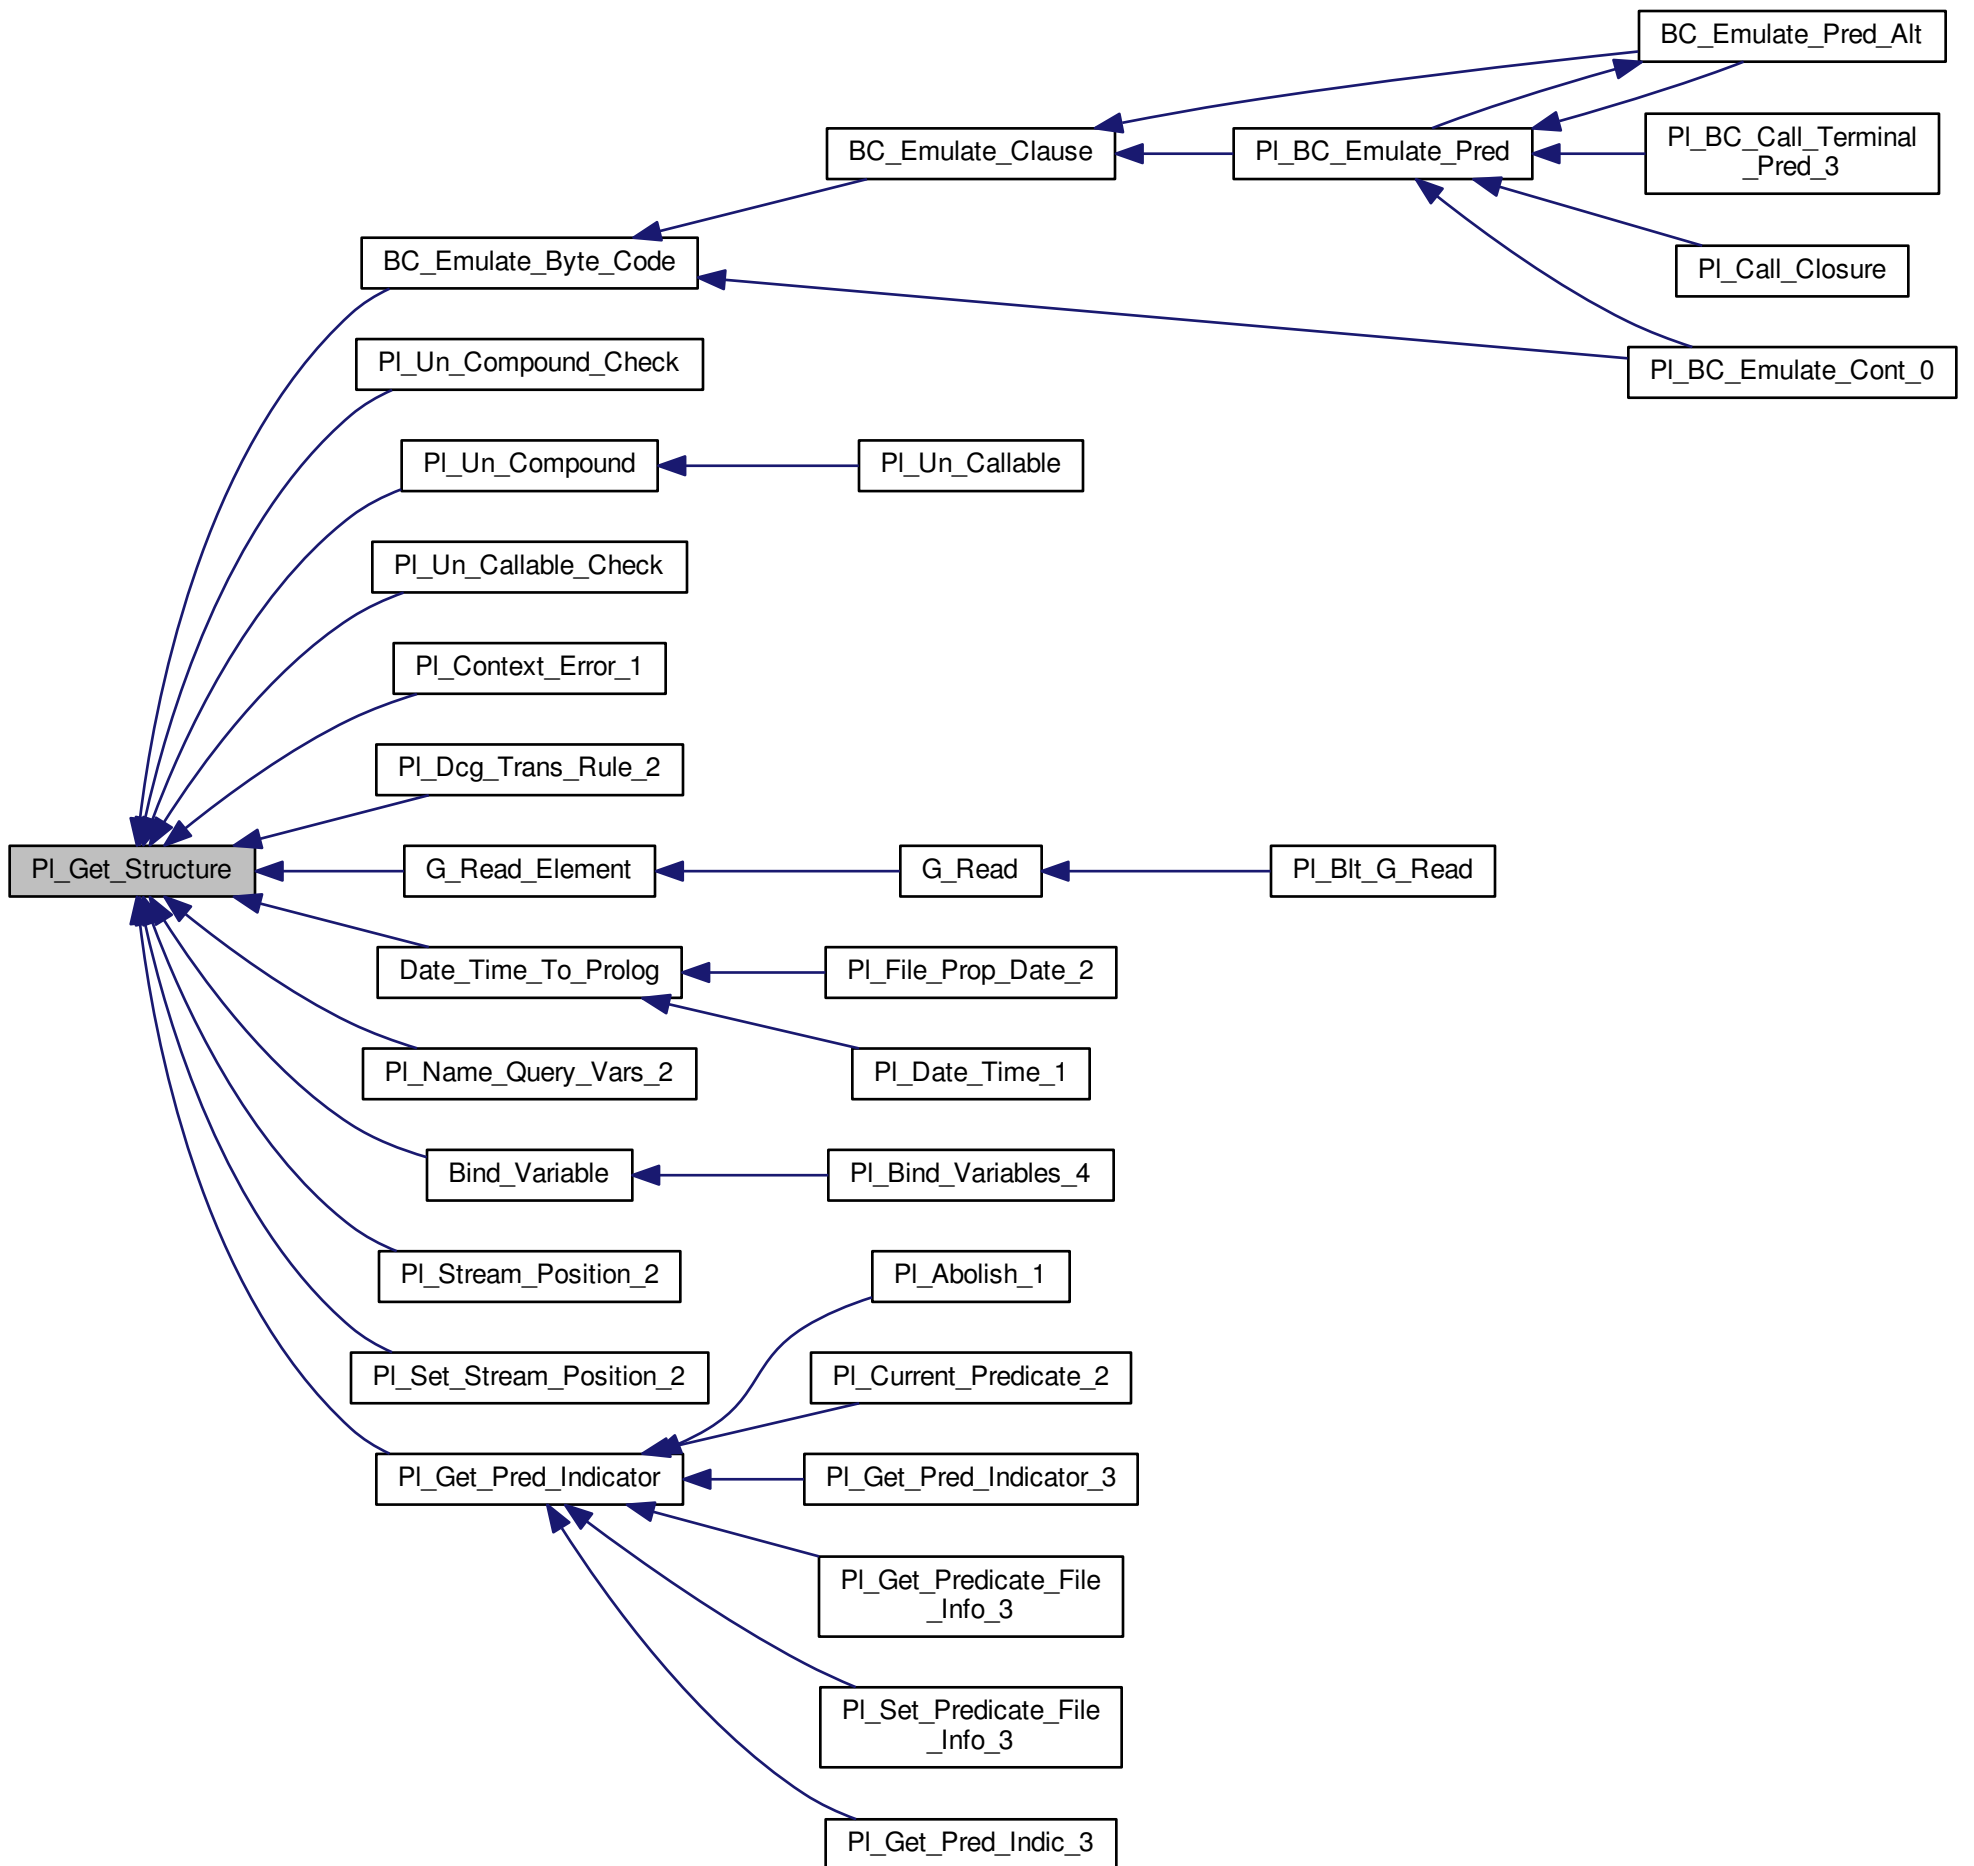 BC_Emulate_Pred_Alt
BC_Emulate_Clause
Pl_BC_Emulate_Pred
Pl_BC_Call_Terminal
_Pred_3
BC_Emulate_Byte_Code
Pl_Call_Closure
Pl_Un_Compound_Check
Pl_BC_Emulate_Cont_0
Pl_Un_Compound
Pl_Un_Callable
Pl_Un_Callable_Check
Pl_Context_Error_1
Pl_Dcg_Trans_Rule_2
Pl_Get_Structure
G_Read_Element
G_Read
Pl_Blt_G_Read
Date_Time_To_Prolog
Pl_File_Prop_Date_2
Pl_Name_Query_Vars_2
Pl_Date_Time_1
Bind_Variable
Pl_Bind_Variables_4
Pl_Stream_Position_2
Pl_Abolish_1
Pl_Set_Stream_Position_2
Pl_Current_Predicate_2
Pl_Get_Pred_Indicator
Pl_Get_Pred_Indicator_3
Pl_Get_Predicate_File
_Info_3
Pl_Set_Predicate_File
_Info_3
Pl_Get_Pred_Indic_3